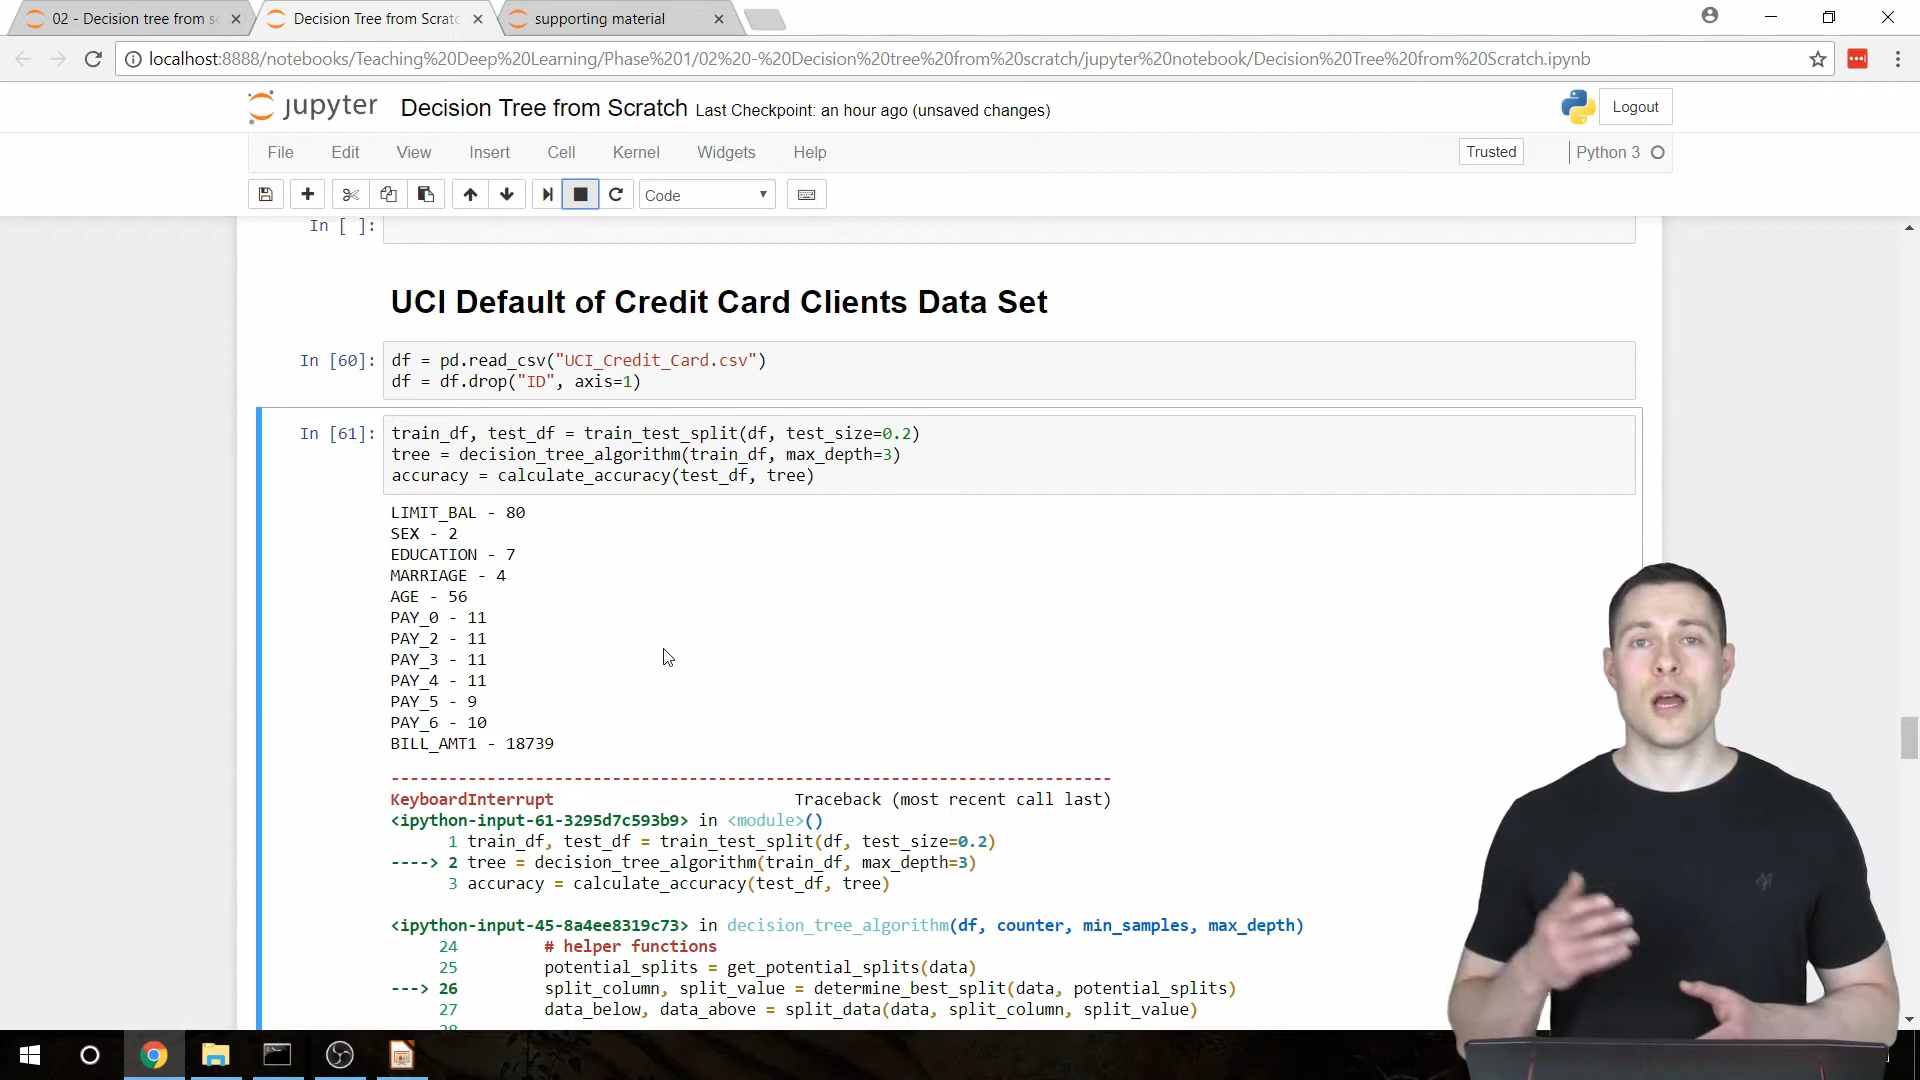 02 - Decision tree from s
Decision Tree from Scratc
supporting material
localhost:8888/notebooks/Teaching%20Deep%20Learning/Phase%201/02%20-%20Decision%20tree%20from%20scratch/jupyter%20notebook/Decision%20Tree%20from%20Scratch.ipynb
jupyter Decision Tree from Scratch Last Checkpoint: an hour ago (unsaved changes)
Logout
File Edit View Insert Cell Kernel Widgets Help
Trusted
Python 3
Code
In [ ]:
UCI Default of Credit Card Clients Data Set
In [60]: df = pd.read_csv("UCI_Credit_Card.csv")
df = df.drop("ID", axis=1)
In [61]: train_df, test_df = train_test_split(df, test_size=0.2)
tree = decision_tree_algorithm(train_df, max_depth=3)
accuracy = calculate_accuracy(test_df, tree)
LIMIT_BAL - 80
SEX - 2
EDUCATION - 7
MARRIAGE - 4
AGE - 56
PAY_0 - 11
PAY_2 - 11
PAY_3 - 11
PAY_4 - 11
PAY_5 - 9
PAY_6 - 10
BILL_AMT1 - 18739
---------------------------------------------------------------------------
KeyboardInterrupt Traceback (most recent call last)
<ipython-input-61-3295d7c593b9> in <module>()
1 train_df, test_df = train_test_split(df, test_size=0.2)
----> 2 tree = decision_tree_algorithm(train_df, max_depth=3)
3 accuracy = calculate_accuracy(test_df, tree)
<ipython-input-45-8a4ee8319c73> in decision_tree_algorithm(df, counter, min_samples, max_depth)
24 # helper functions
25 potential_splits = get_potential_splits(data)
---> 26 split_column, split_value = determine_best_split(data, potential_splits)
27 data_below, data_above = split_data(data, split_column, split_value)